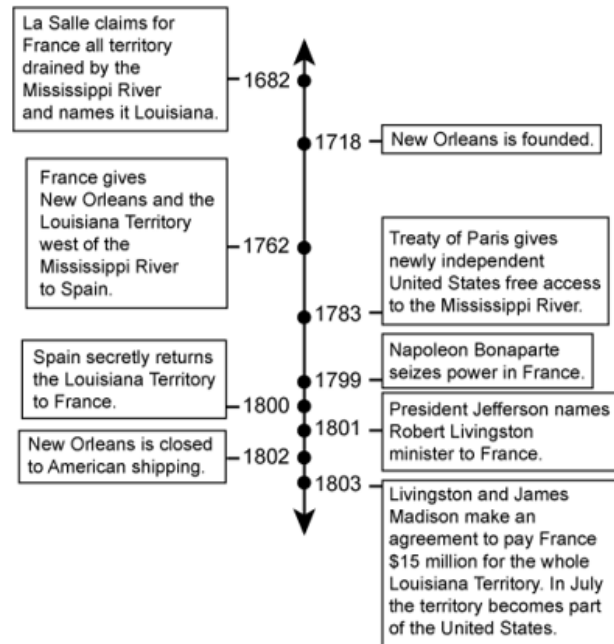 La Salle claims for
France all territory
drained by the
Mississippi River
and names it Louisiana.
1682
1718
New Orleans is founded.
France gives
New Orleans and the
Louisiana Territory
west of the
Mississippi River
to Spain.
1762
Treaty of Paris gives
newly independent
United States free access
to the Mississippi River.
1783
Napoleon Bonaparte
seizes power in France.
1799
Spain secretly returns
the Louisiana Territory
to France.
1800
President Jefferson names
Robert Livingston
minister to France.
1801
New Orleans is closed
to American shipping.
1802
1803
Livingston and James
Madison make an
agreement to pay France
$15 million for the whole
Louisiana Territory. In July
the territory becomes part
of the United States.